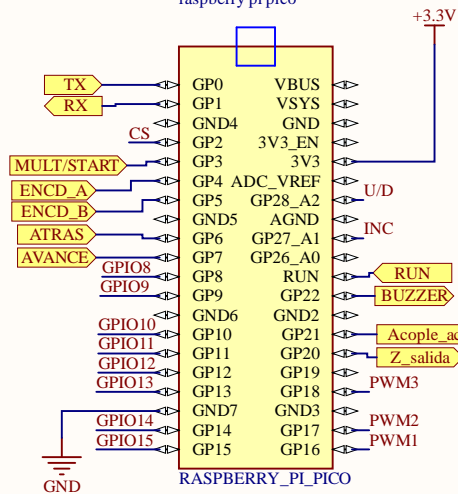 raspberry pi pico
+3.3V
TX GP0 VBUS
RX GP1 VSYS
GND4 GND
CS GP2 3V3_EN
MULT/START GP3 3V3
ENCD_A GP4 ADC_VREF
ENCD_B GP5 GP28_A2 U/D
GND5 AGND
ATRAS GP6 GP27_A1 INC
AVANCE GP7 GP26_A0
GPIO8 GP8 RUN RUN
GPIO9 GP9 GP22 BUZZER
GND6 GND2
GPIO10 GP10 GP21 Acople_ac
GPIO11 GP11 GP20 Z_salida
GPIO12 GP12 GP19
GPIO13 GP13 GP18 PWM3
GND7 GND3
GPIO14 GP14 GP17 PWM2
GPIO15 GP15 GP16 PWM1
RASPBERRY_PI_PICO
GND